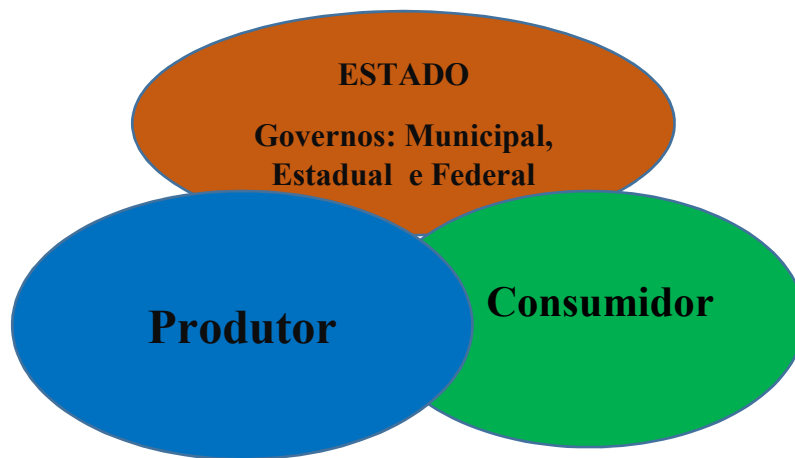 ESTADO
Governos: Municipal,
Estadual e Federal
Produtor
Consumidor